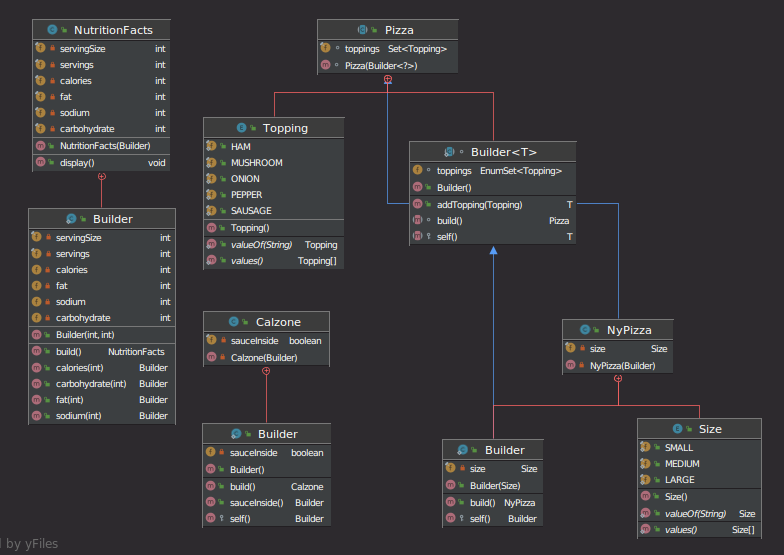 NutritionFacts
servingSize int
servings int
calories int
fat int
sodium int
carbohydrate int
NutritionFacts(Builder)
display() void
Builder
servingSize int
servings int
calories int
fat int
sodium int
carbohydrate int
Builder(int, int)
build() NutritionFacts
calories(int) Builder
carbohydrate(int) Builder
fat(int) Builder
sodium(int) Builder
Pizza
toppings Set<Topping>
Pizza(Builder<?>)
Topping
HAM
MUSHROOM
ONION
PEPPER
SAUSAGE
Topping()
valueOf(String) Topping
values() Topping[]
Builder<T>
toppings EnumSet<Topping>
Builder()
addTopping(Topping) T
build() Pizza
self() T
Calzone
sauceInside boolean
Calzone(Builder)
Builder
sauceInside boolean
Builder()
build() Calzone
sauceInside() Builder
self() Builder
NyPizza
size Size
NyPizza(Builder)
Builder
size Size
Builder(Size)
build() NyPizza
self() Builder
Size
SMALL
MEDIUM
LARGE
Size()
valueOf(String) Size
values() Size[]
by yFiles